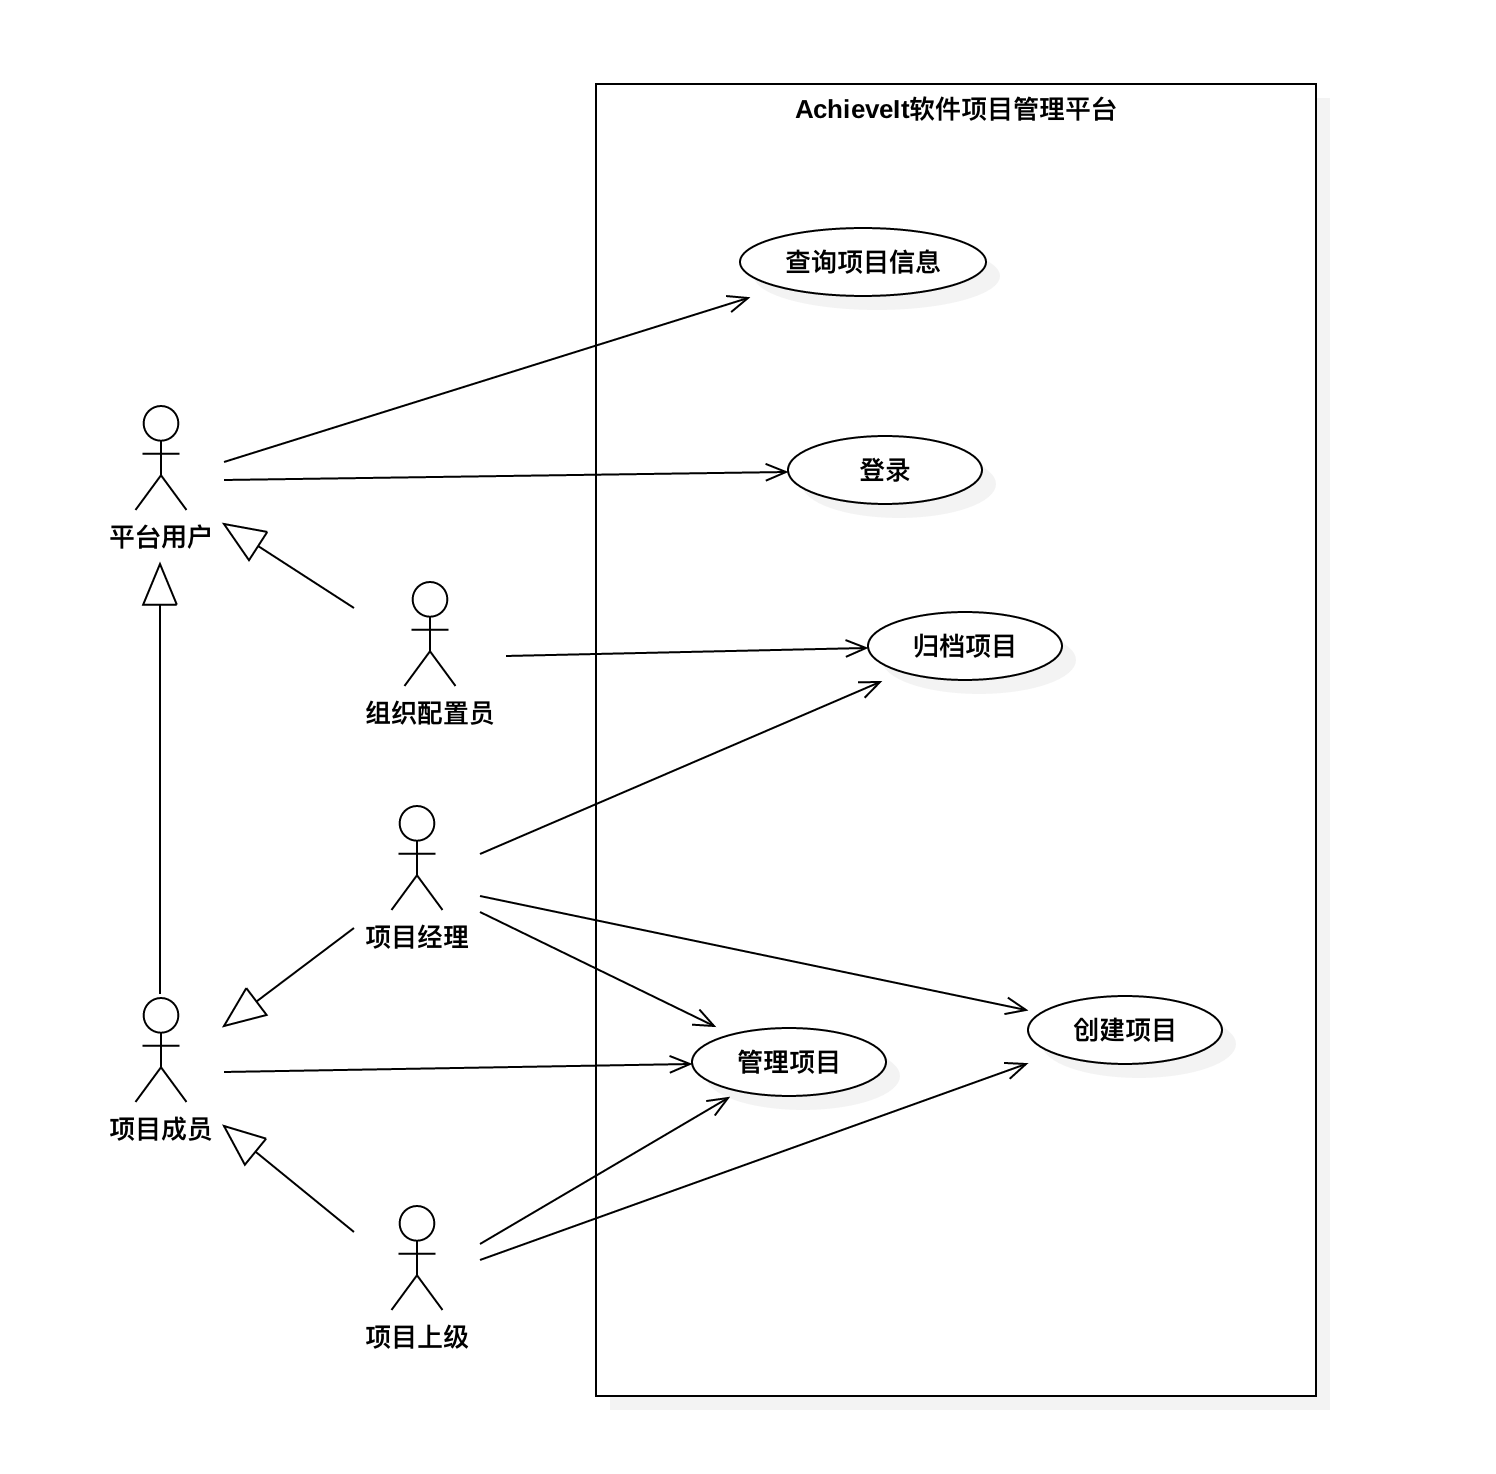 AchieveIt软件项目管理平台
查询项目信息
登录
平台用户
归档项目
组织配置员
项目经理
创建项目
管理项目
项目成员
项目上级